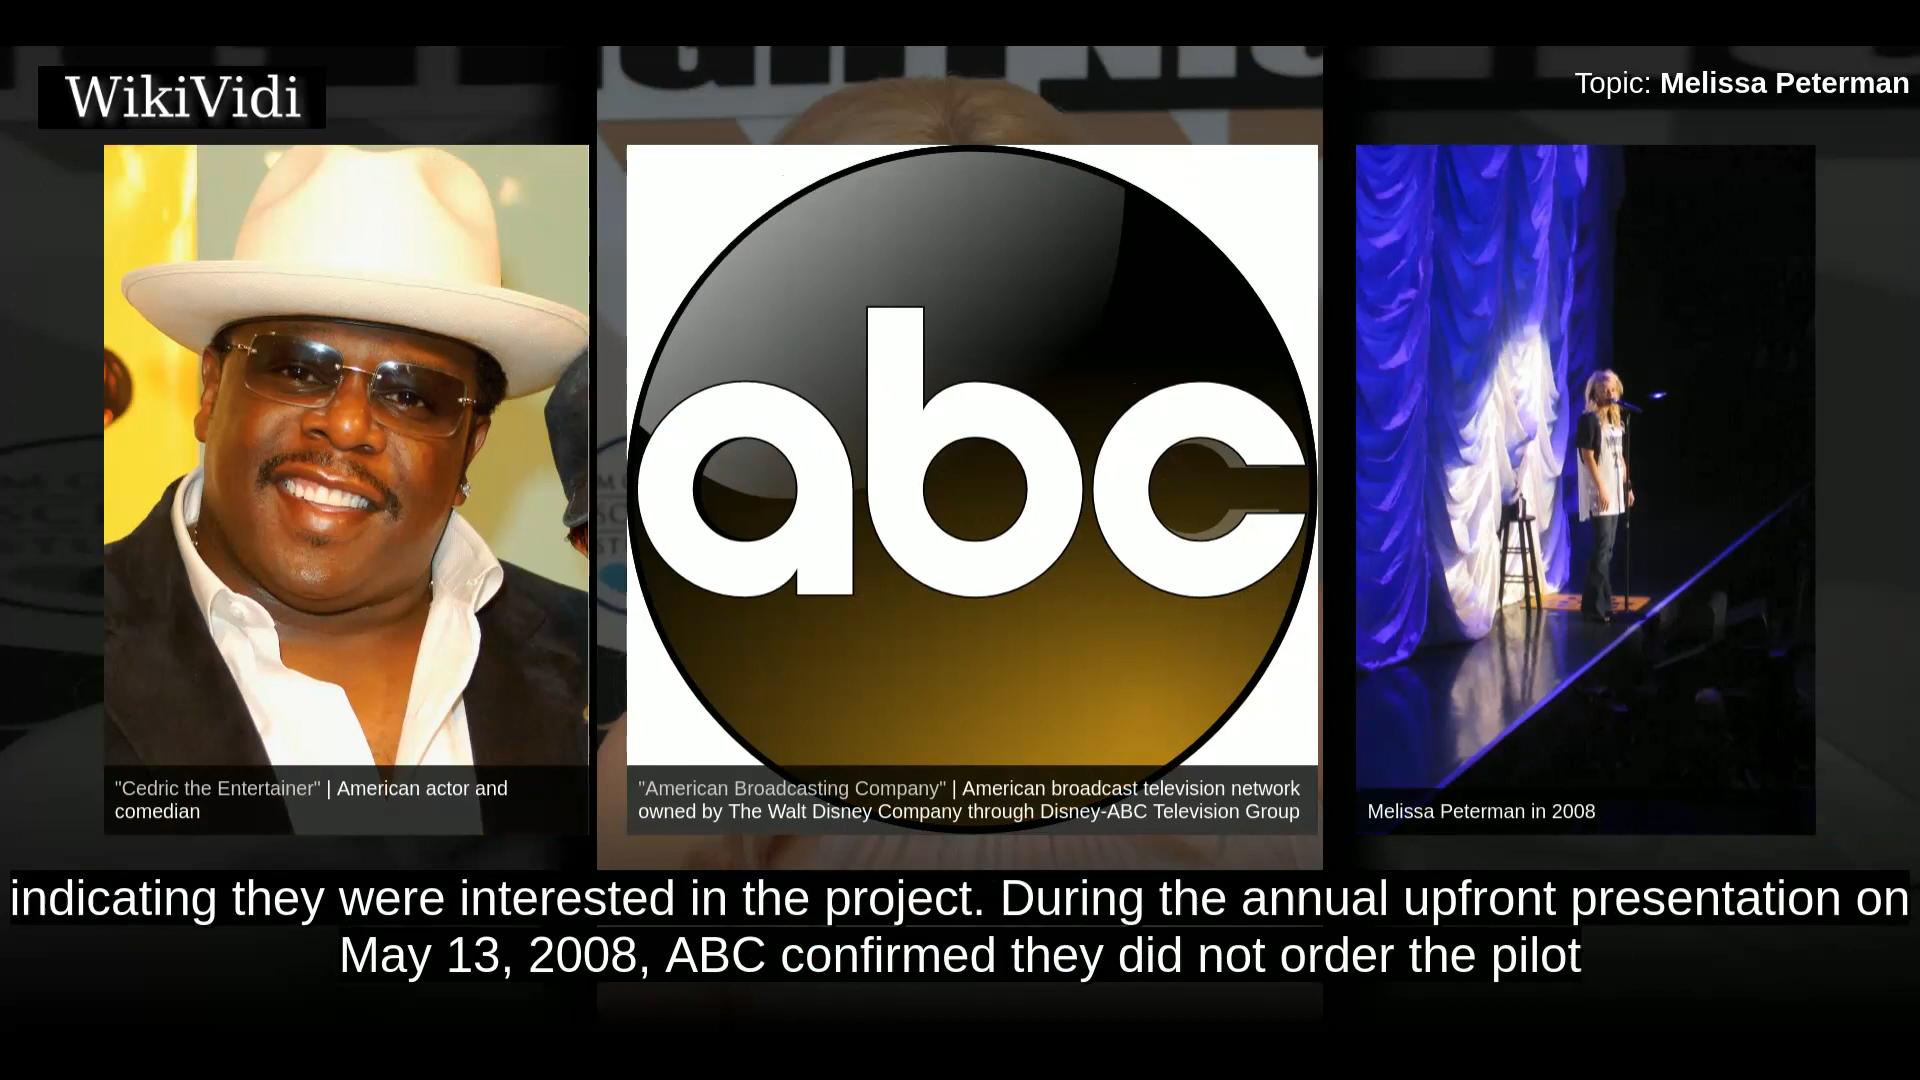 WikiVidi
Topic: Melissa Peterman
abc
"Cedric the Entertainer" | American actor and
comedian
"American Broadcasting Company" | American broadcast television network
owned by The Walt Disney Company through Disney-ABC Television Group
Melissa Peterman in 2008
indicating they were interested in the project. During the annual upfront presentation on
May 13, 2008, ABC confirmed they did not order the pilot